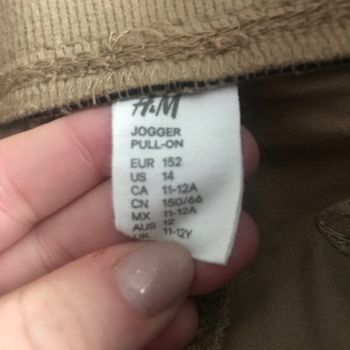 H&M
JOGGER
PULL-ON
EUR 152
US 14
CA 11-12A
CN 150/66
MX 11-12A
AUS 12
UK 11-12Y